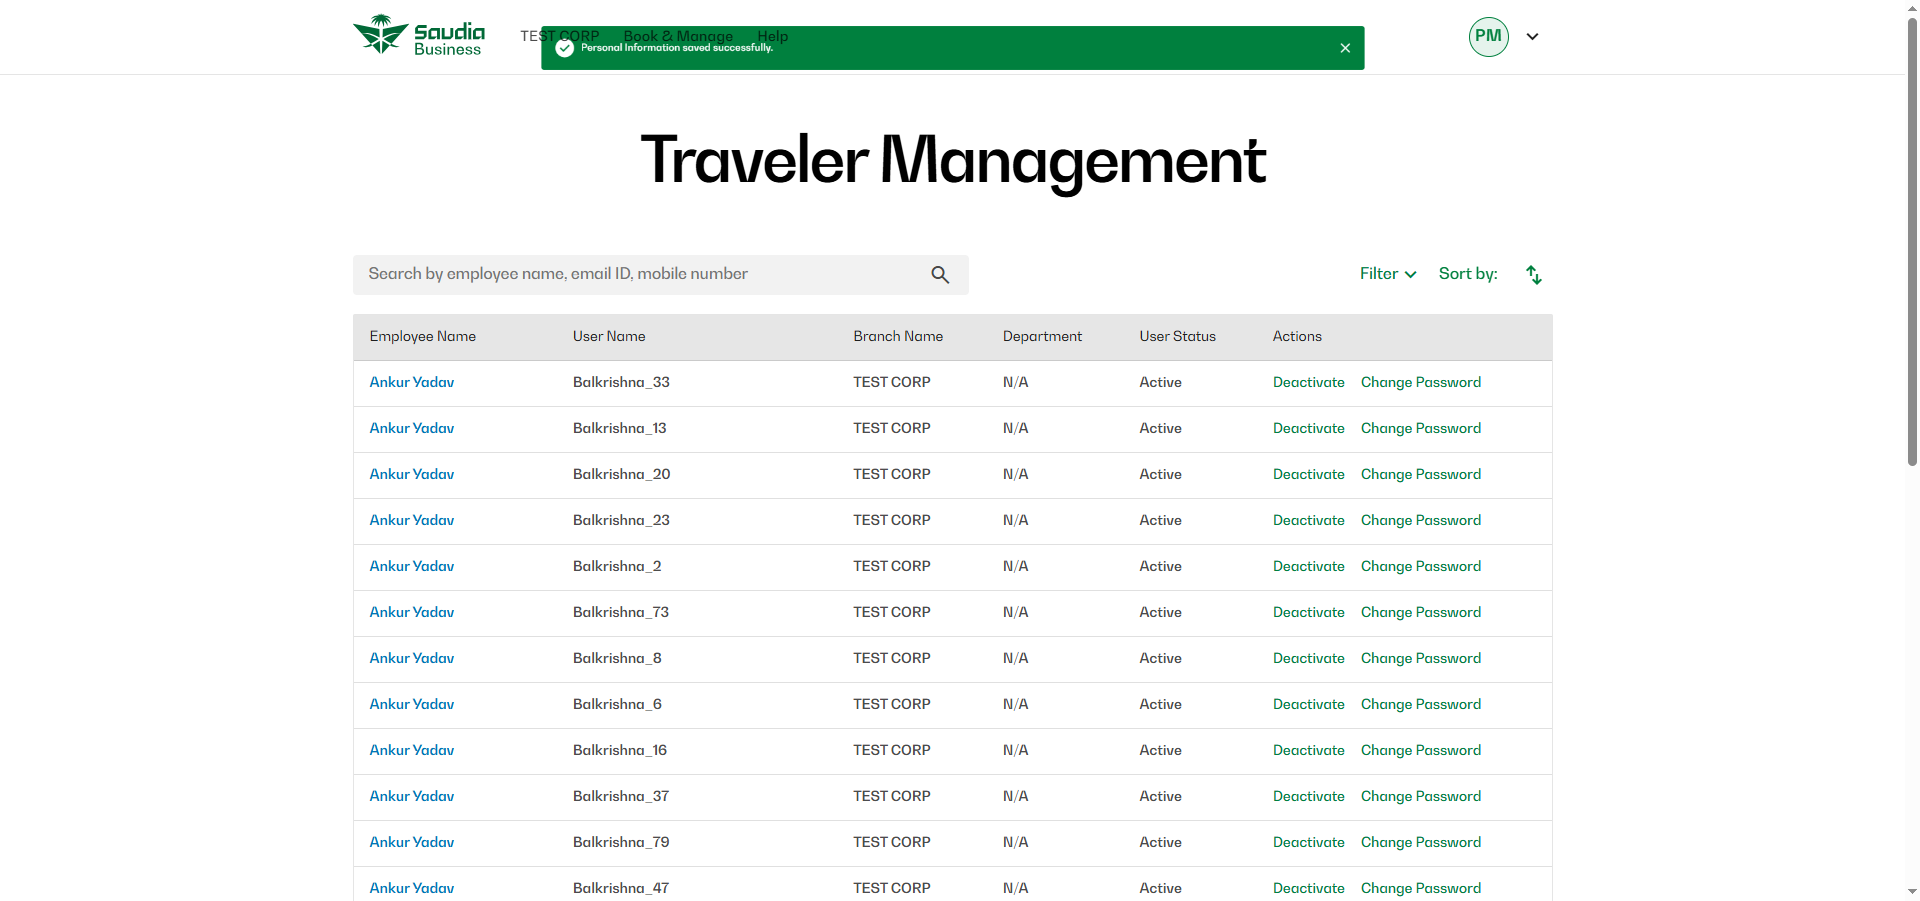 Saudia
Business
TEST CORP Book & Manage Help
Personal Information saved successfully.
PM
Traveler Management
Search by employee name, email ID, mobile number
Filter Sort by:
Employee Name User Name Branch Name Department User Status Actions
Ankur Yadav Balkrishna_33 TEST CORP N/A Active Deactivate Change Password
Ankur Yadav Balkrishna_13 TEST CORP N/A Active Deactivate Change Password
Ankur Yadav Balkrishna_20 TEST CORP N/A Active Deactivate Change Password
Ankur Yadav Balkrishna_23 TEST CORP N/A Active Deactivate Change Password
Ankur Yadav Balkrishna_2 TEST CORP N/A Active Deactivate Change Password
Ankur Yadav Balkrishna_73 TEST CORP N/A Active Deactivate Change Password
Ankur Yadav Balkrishna_8 TEST CORP N/A Active Deactivate Change Password
Ankur Yadav Balkrishna_6 TEST CORP N/A Active Deactivate Change Password
Ankur Yadav Balkrishna_16 TEST CORP N/A Active Deactivate Change Password
Ankur Yadav Balkrishna_37 TEST CORP N/A Active Deactivate Change Password
Ankur Yadav Balkrishna_79 TEST CORP N/A Active Deactivate Change Password
Ankur Yadav Balkrishna_47 TEST CORP N/A Active Deactivate Change Password